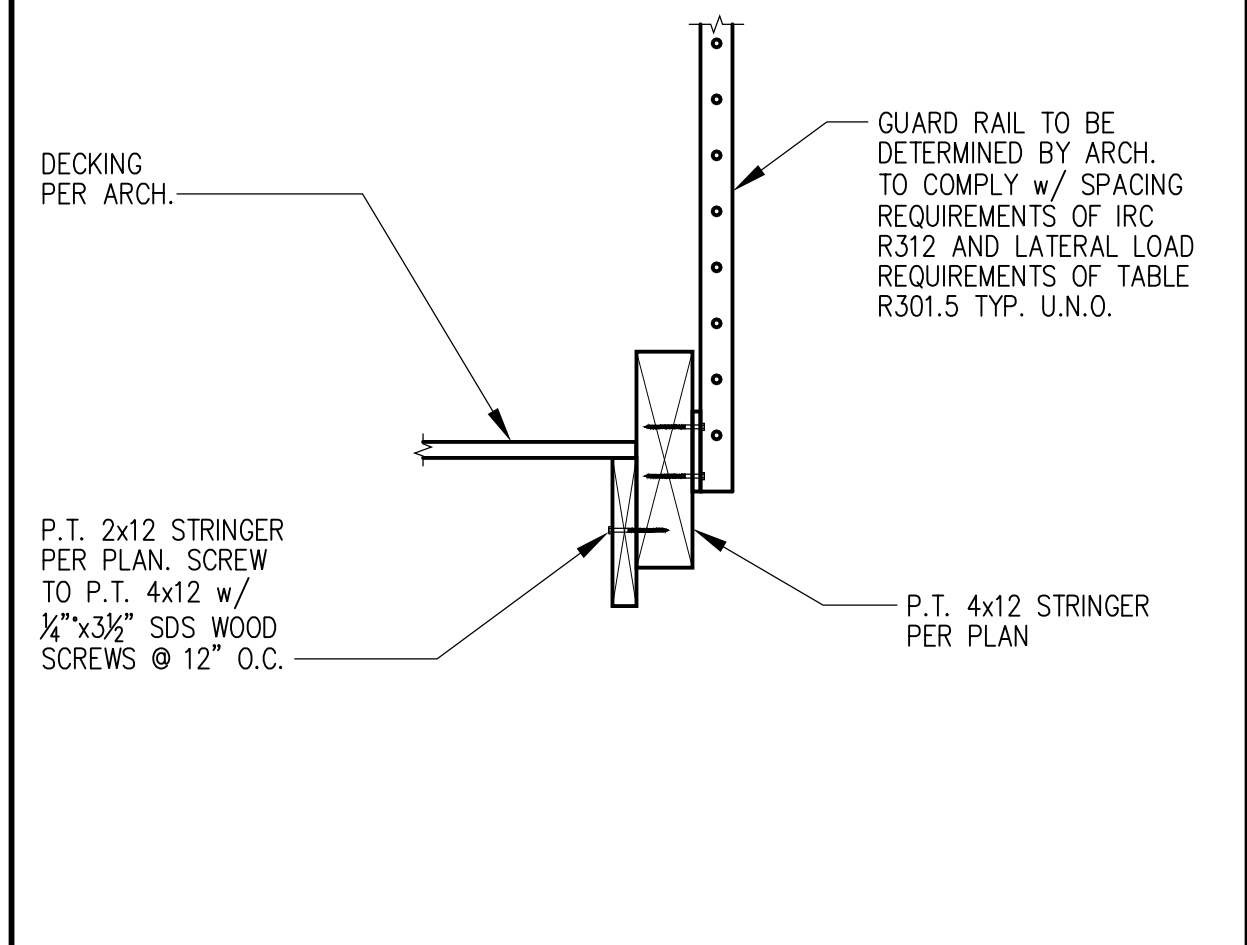 DECKING
PER ARCH.
GUARD RAIL TO BE
DETERMINED BY ARCH.
TO COMPLY w/ SPACING
REQUIREMENTS OF IRC
R312 AND LATERAL LOAD
REQUIREMENTS OF TABLE
R301.5 TYP. U.N.O.
P.T. 2x12 STRINGER
PER PLAN. SCREW
TO P.T. 4x12 w/
¼"ø x3½" SDS WOOD
SCREWS @ 12" O.C.
P.T. 4x12 STRINGER
PER PLAN